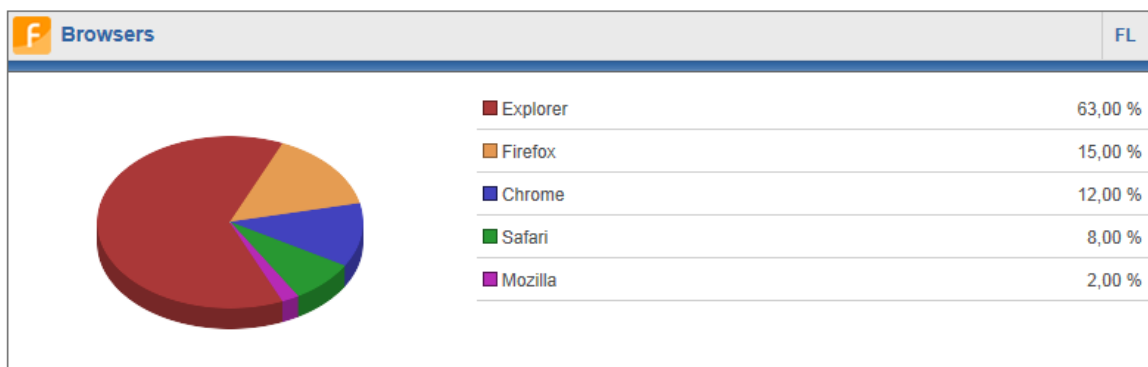 Browsers FL
Explorer 63,00 %
Firefox 15,00 %
Chrome 12,00 %
Safari 8,00 %
Mozilla 2,00 %